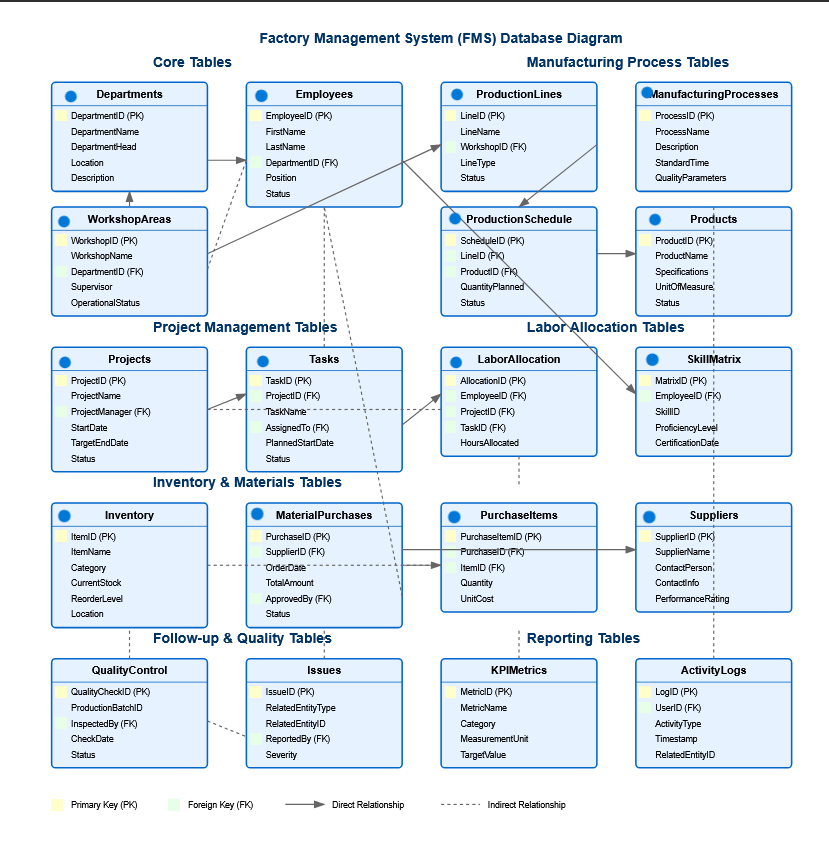 Factory Management System (FMS) Database Diagram
Core Tables
Manufacturing Process Tables
Departments
DepartmentID (PK)
DepartmentName
DepartmentHead
Location
Description
Employees
EmployeeID (PK)
FirstName
LastName
DepartmentID (FK)
Position
Status
ProductionLines
LineID (PK)
LineName
WorkshopID (FK)
LineType
Status
ManufacturingProcesses
ProcessID (PK)
ProcessName
Description
StandardTime
QualityParameters
WorkshopAreas
WorkshopID (PK)
WorkshopName
DepartmentID (FK)
Supervisor
OperationalStatus
ProductionSchedule
ScheduleID (PK)
LineID (FK)
ProductID (FK)
QuantityPlanned
Status
Products
ProductID (PK)
ProductName
Specifications
UnitOfMeasure
Status
Project Management Tables
Labor Allocation Tables
Projects
ProjectID (PK)
ProjectName
ProjectManager (FK)
StartDate
TargetEndDate
Status
Tasks
TaskID (PK)
ProjectID (FK)
TaskName
AssignedTo (FK)
PlannedStartDate
Status
LaborAllocation
AllocationID (PK)
EmployeeID (FK)
ProjectID (FK)
TaskID (FK)
HoursAllocated
SkillMatrix
MatrixID (PK)
EmployeeID (FK)
SkillID
ProficiencyLevel
CertificationDate
Inventory & Materials Tables
Inventory
ItemID (PK)
ItemName
Category
CurrentStock
ReorderLevel
Location
MaterialPurchases
PurchaseID (PK)
SupplierID (FK)
OrderDate
TotalAmount
ApprovedBy (FK)
Status
PurchaseItems
PurchaseItemID (PK)
PurchaseID (FK)
ItemID (FK)
Quantity
UnitCost
Suppliers
SupplierID (PK)
SupplierName
ContactPerson
ContactInfo
PerformanceRating
Follow-up & Quality Tables
Reporting Tables
QualityControl
QualityCheckID (PK)
ProductionBatchID
InspectedBy (FK)
CheckDate
Status
Issues
IssueID (PK)
RelatedEntityType
RelatedEntityID
ReportedBy (FK)
Severity
KPIMetrics
MetricID (PK)
MetricName
Category
MeasurementUnit
TargetValue
ActivityLogs
LogID (PK)
UserID (FK)
ActivityType
Timestamp
RelatedEntityID
Primary Key (PK)
Foreign Key (FK)
Direct Relationship
Indirect Relationship